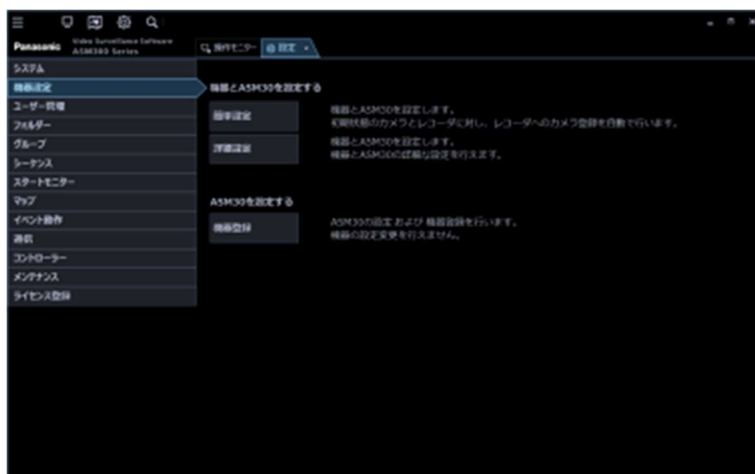 Panasonic
Video Surveillance Software
ASM300 Series
操作モニター
設定
システム
機器設定
ユーザー管理
フォルダー
グループ
シーケンス
スタートモニター
マップ
イベント動作
通信
コントローラー
メンテナンス
ライセンス登録
機器とASM30を設定する
簡単設定
機器とASM30を設定します。
初期状態のカメラとレコーダに対し、レコーダへのカメラ登録を自動で行います。
詳細設定
機器とASM30を設定します。
機器とASM30の詳細な設定を行えます。
ASM30を設定する
機器登録
ASM30の設定 および 機器登録を行います。
機器の設定変更を行えません。